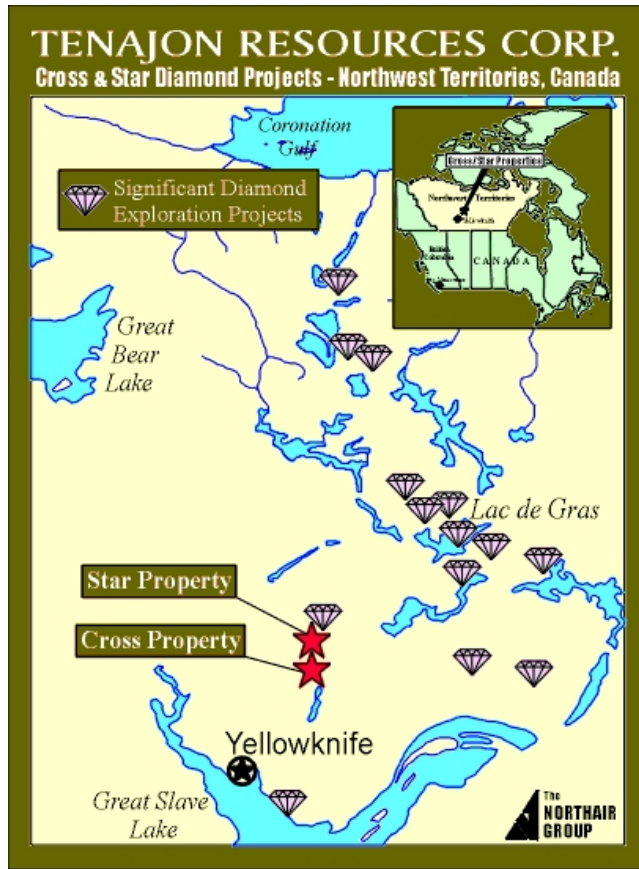 TENAJON RESOURCES CORP.
Cross & Star Diamond Projects - Northwest Territories, Canada
Coronation
Gulf
Significant Diamond
Exploration Projects
Cross/Star Properties
Northwest Territories
British
Columbia
CANADA
Great
Bear
Lake
Lac de Gras
Star Property
Cross Property
Yellowknife
Great Slave
Lake
The
NORTHAIR
GROUP